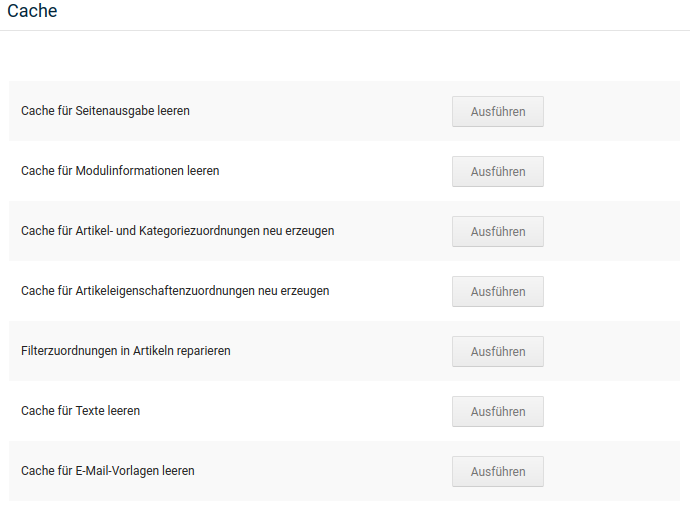 Cache
Cache für Seitenausgabe leeren Ausführen
Cache für Modulinformationen leeren Ausführen
Cache für Artikel- und Kategoriezuordnungen neu erzeugen Ausführen
Cache für Artikeleigenschaftenzuordnungen neu erzeugen Ausführen
Filterzuordnungen in Artikeln reparieren Ausführen
Cache für Texte leeren Ausführen
Cache für E-Mail-Vorlagen leeren Ausführen